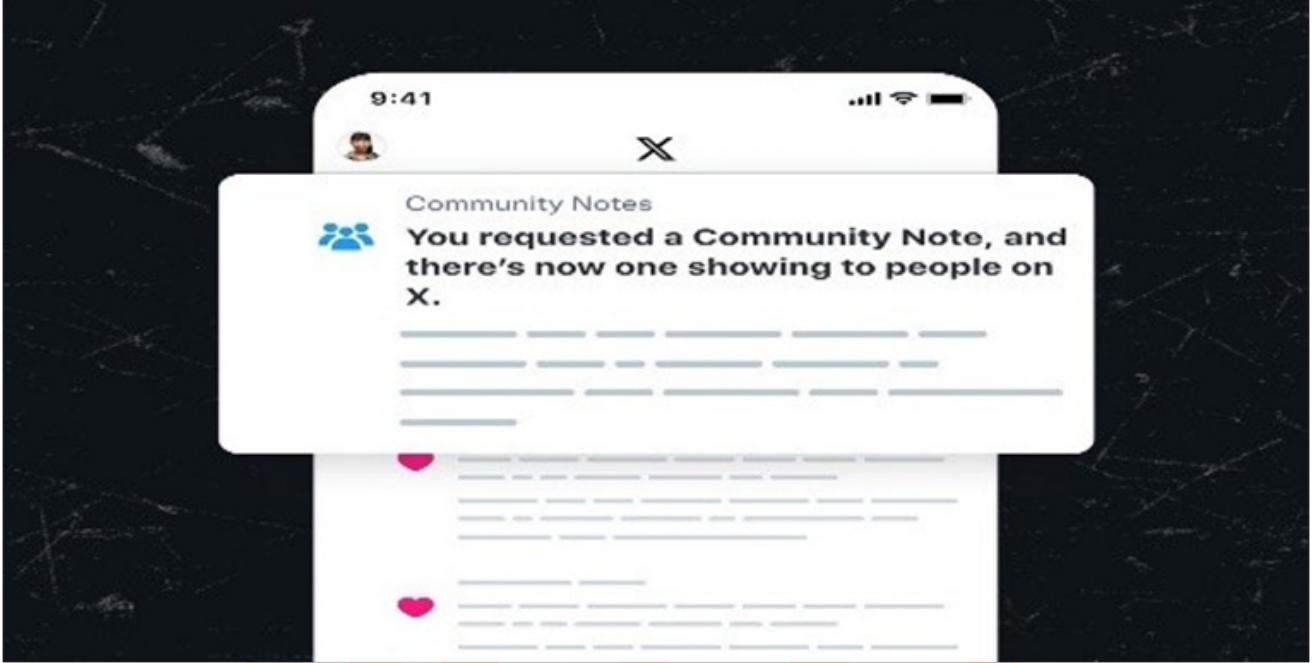 9:41
X
Community Notes
You requested a Community Note, and
there’s now one showing to people on
X.